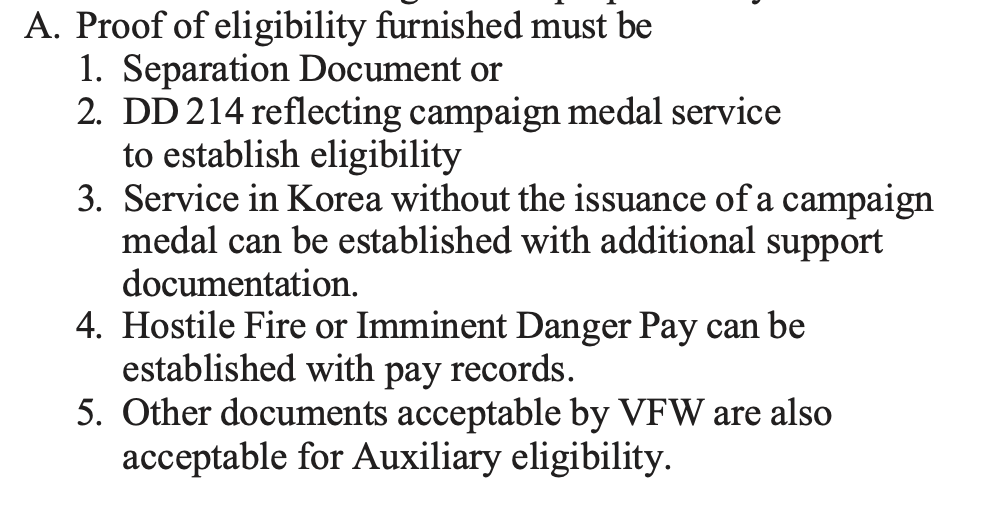 A. Proof of eligibility furnished must be
1. Separation Document or
2. DD 214 reflecting campaign medal service
to establish eligibility
3. Service in Korea without the issuance of a campaign
medal can be established with additional support
documentation.
4. Hostile Fire or Imminent Danger Pay can be
established with pay records.
5. Other documents acceptable by VFW are also
acceptable for Auxiliary eligibility.